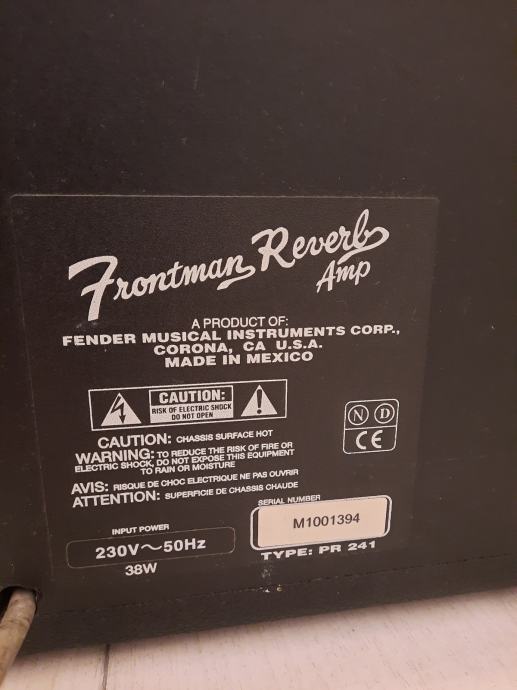 Frontman Reverb
Amp
A PRODUCT OF:
FENDER MUSICAL INSTRUMENTS CORP.,
CORONA, CA U.S.A.
MADE IN MEXICO
CAUTION:
RISK OF ELECTRIC SHOCK
DO NOT OPEN
N D
CE
CAUTION: CHASSIS SURFACE HOT
WARNING: TO REDUCE THE RISK OF FIRE OR
ELECTRIC SHOCK, DO NOT EXPOSE THIS EQUIPMENT
TO RAIN OR MOISTURE
AVIS: RISQUE DE CHOC ELECTRIQUE NE PAS OUVRIR
ATTENTION: SUPERFICIE DE CHASSIS CHAUDE
INPUT POWER
230V~50Hz
38W
SERIAL NUMBER
M1001394
TYPE: PR 241